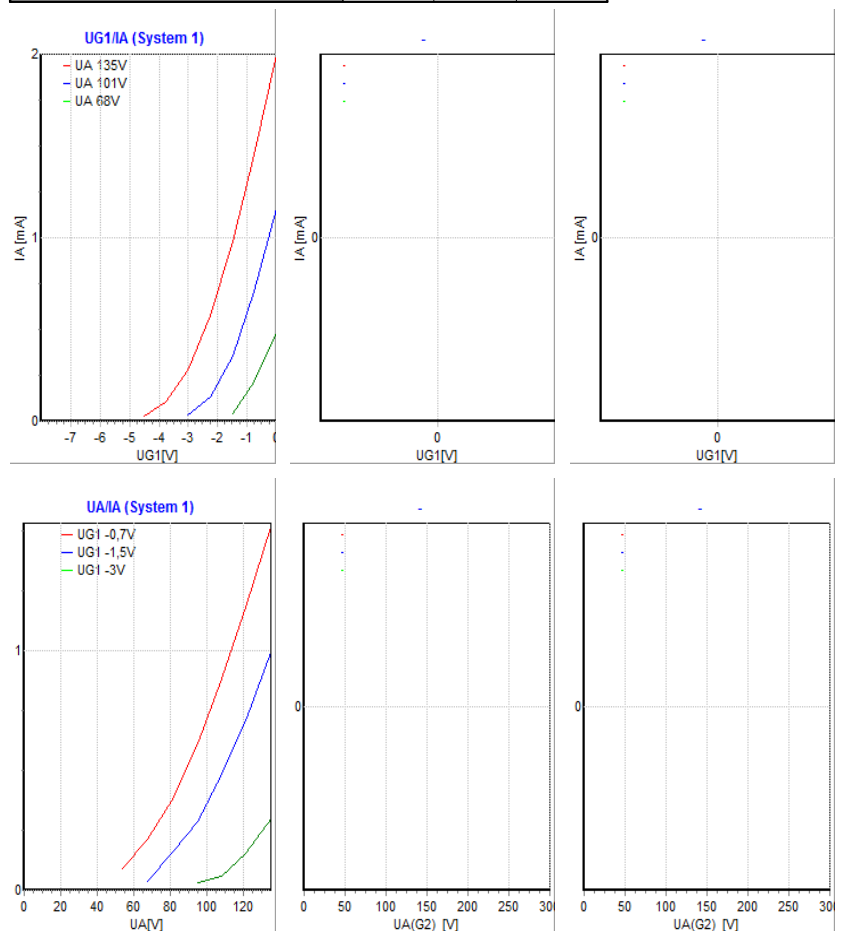 UG1/IA (System 1)
-
-
2
- UA 135V
- UA 101V
- UA 68V
-
-
-
-
-
-
IA [mA]
1
0
-7 -6 -5 -4 -3 -2 -1 0
UG1[V]
IA [mA]
0
0
UG1[V]
IA [mA]
0
0
UG1[V]
UA/IA (System 1)
-
-
— UG1 -0,7V
— UG1 -1,5V
— UG1 -3V
-
-
-
-
-
-
1
0
0 20 40 60 80 100 120
UA[V]
0
0 50 100 150 200 250 300
UA(G2) [V]
0
0 50 100 150 200 250 300
UA(G2) [V]